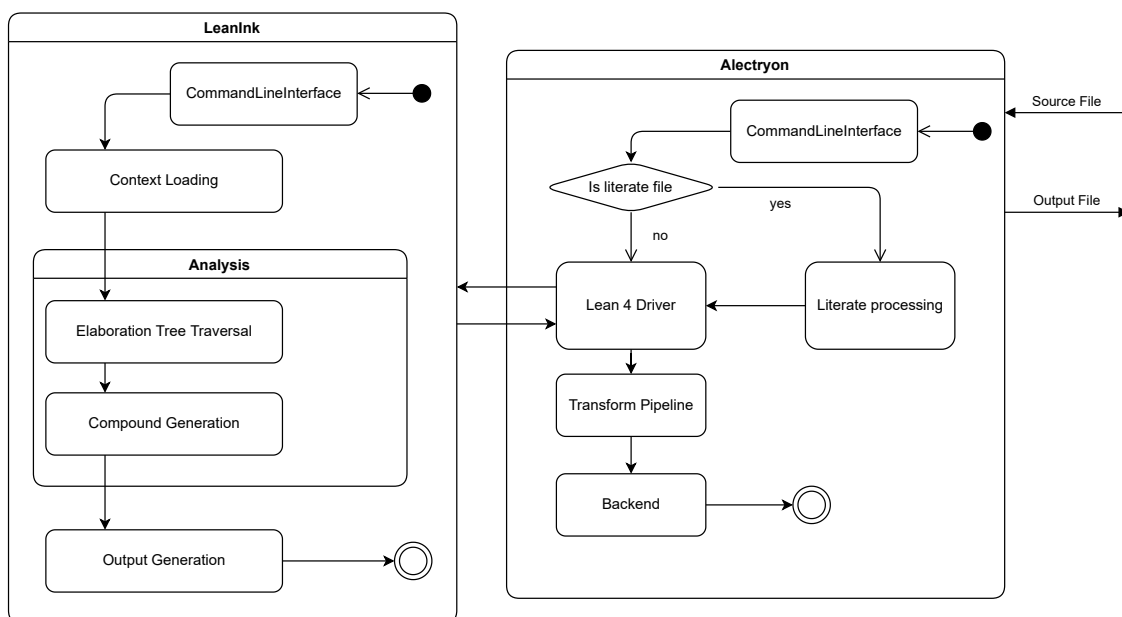 LeanInk
CommandLineInterface
Context Loading
Analysis
Elaboration Tree Traversal
Compound Generation
Output Generation
Alectryon
CommandLineInterface
Is literate file
yes
no
Lean 4 Driver
Literate processing
Transform Pipeline
Backend
Source File
Output File